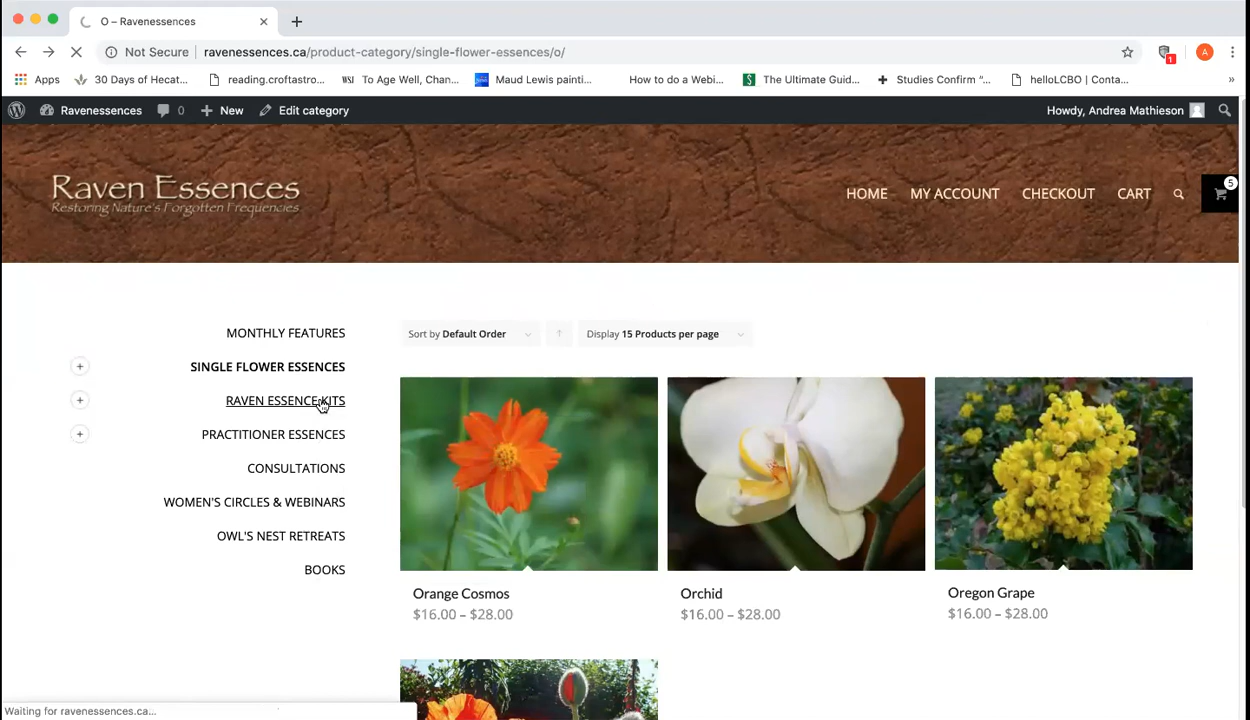 O – Ravenessences
Not Secure
ravenessences.ca/product-category/single-flower-essences/o/
1
A
Apps
30 Days of Hecat...
reading.croftastro...
WSJ
To Age Well, Chan...
Maud Lewis painti...
How to do a Webi...
S
The Ultimate Guid...
Studies Confirm "...
helloLCBO | Conta...
»
Ravenessences
0
New
Edit category
Howdy, Andrea Mathieson
Raven Essences
Restoring Nature's Forgotten Frequencies
HOME
MY ACCOUNT
CHECKOUT
CART
5
MONTHLY FEATURES
SINGLE FLOWER ESSENCES
RAVEN ESSENCE KITS
PRACTITIONER ESSENCES
CONSULTATIONS
WOMEN'S CIRCLES & WEBINARS
OWL'S NEST RETREATS
BOOKS
Sort by Default Order
Display 15 Products per page
Orange Cosmos
$16.00 – $28.00
Orchid
$16.00 – $28.00
Oregon Grape
$16.00 – $28.00
Waiting for ravenessences.ca...